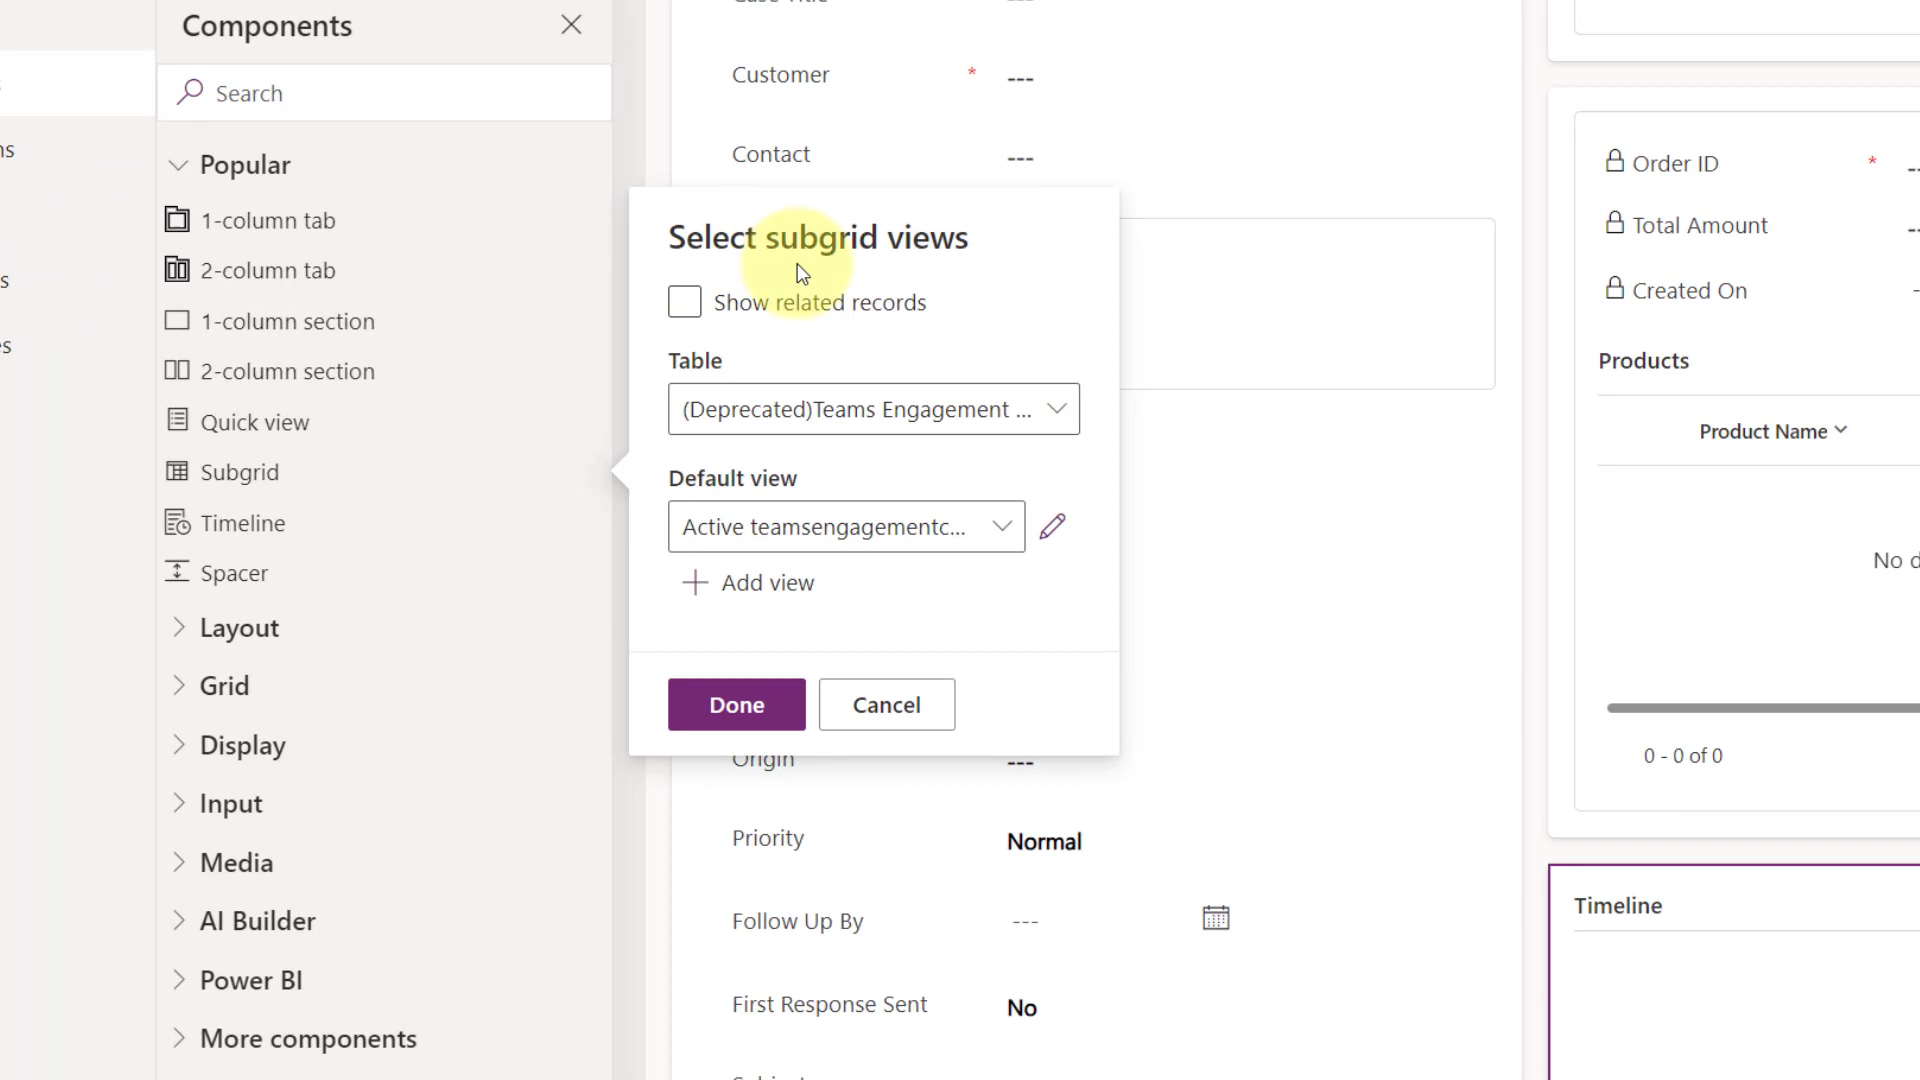 Components
Search
Popular
1-column tab
2-column tab
1-column section
2-column section
Quick view
Subgrid
Timeline
Spacer
Layout
Grid
Display
Input
Media
AI Builder
Power BI
More components
Customer * ---
Contact ---
Select subgrid views
Show related records
Table
(Deprecated)Teams Engagement ...
Default view
Active teamsengagementc...
Add view
Done
Cancel
Origin ---
Priority Normal
Follow Up By ---
First Response Sent No
Order ID *
Total Amount
Created On
Products
Product Name
No
0 - 0 of 0
Timeline